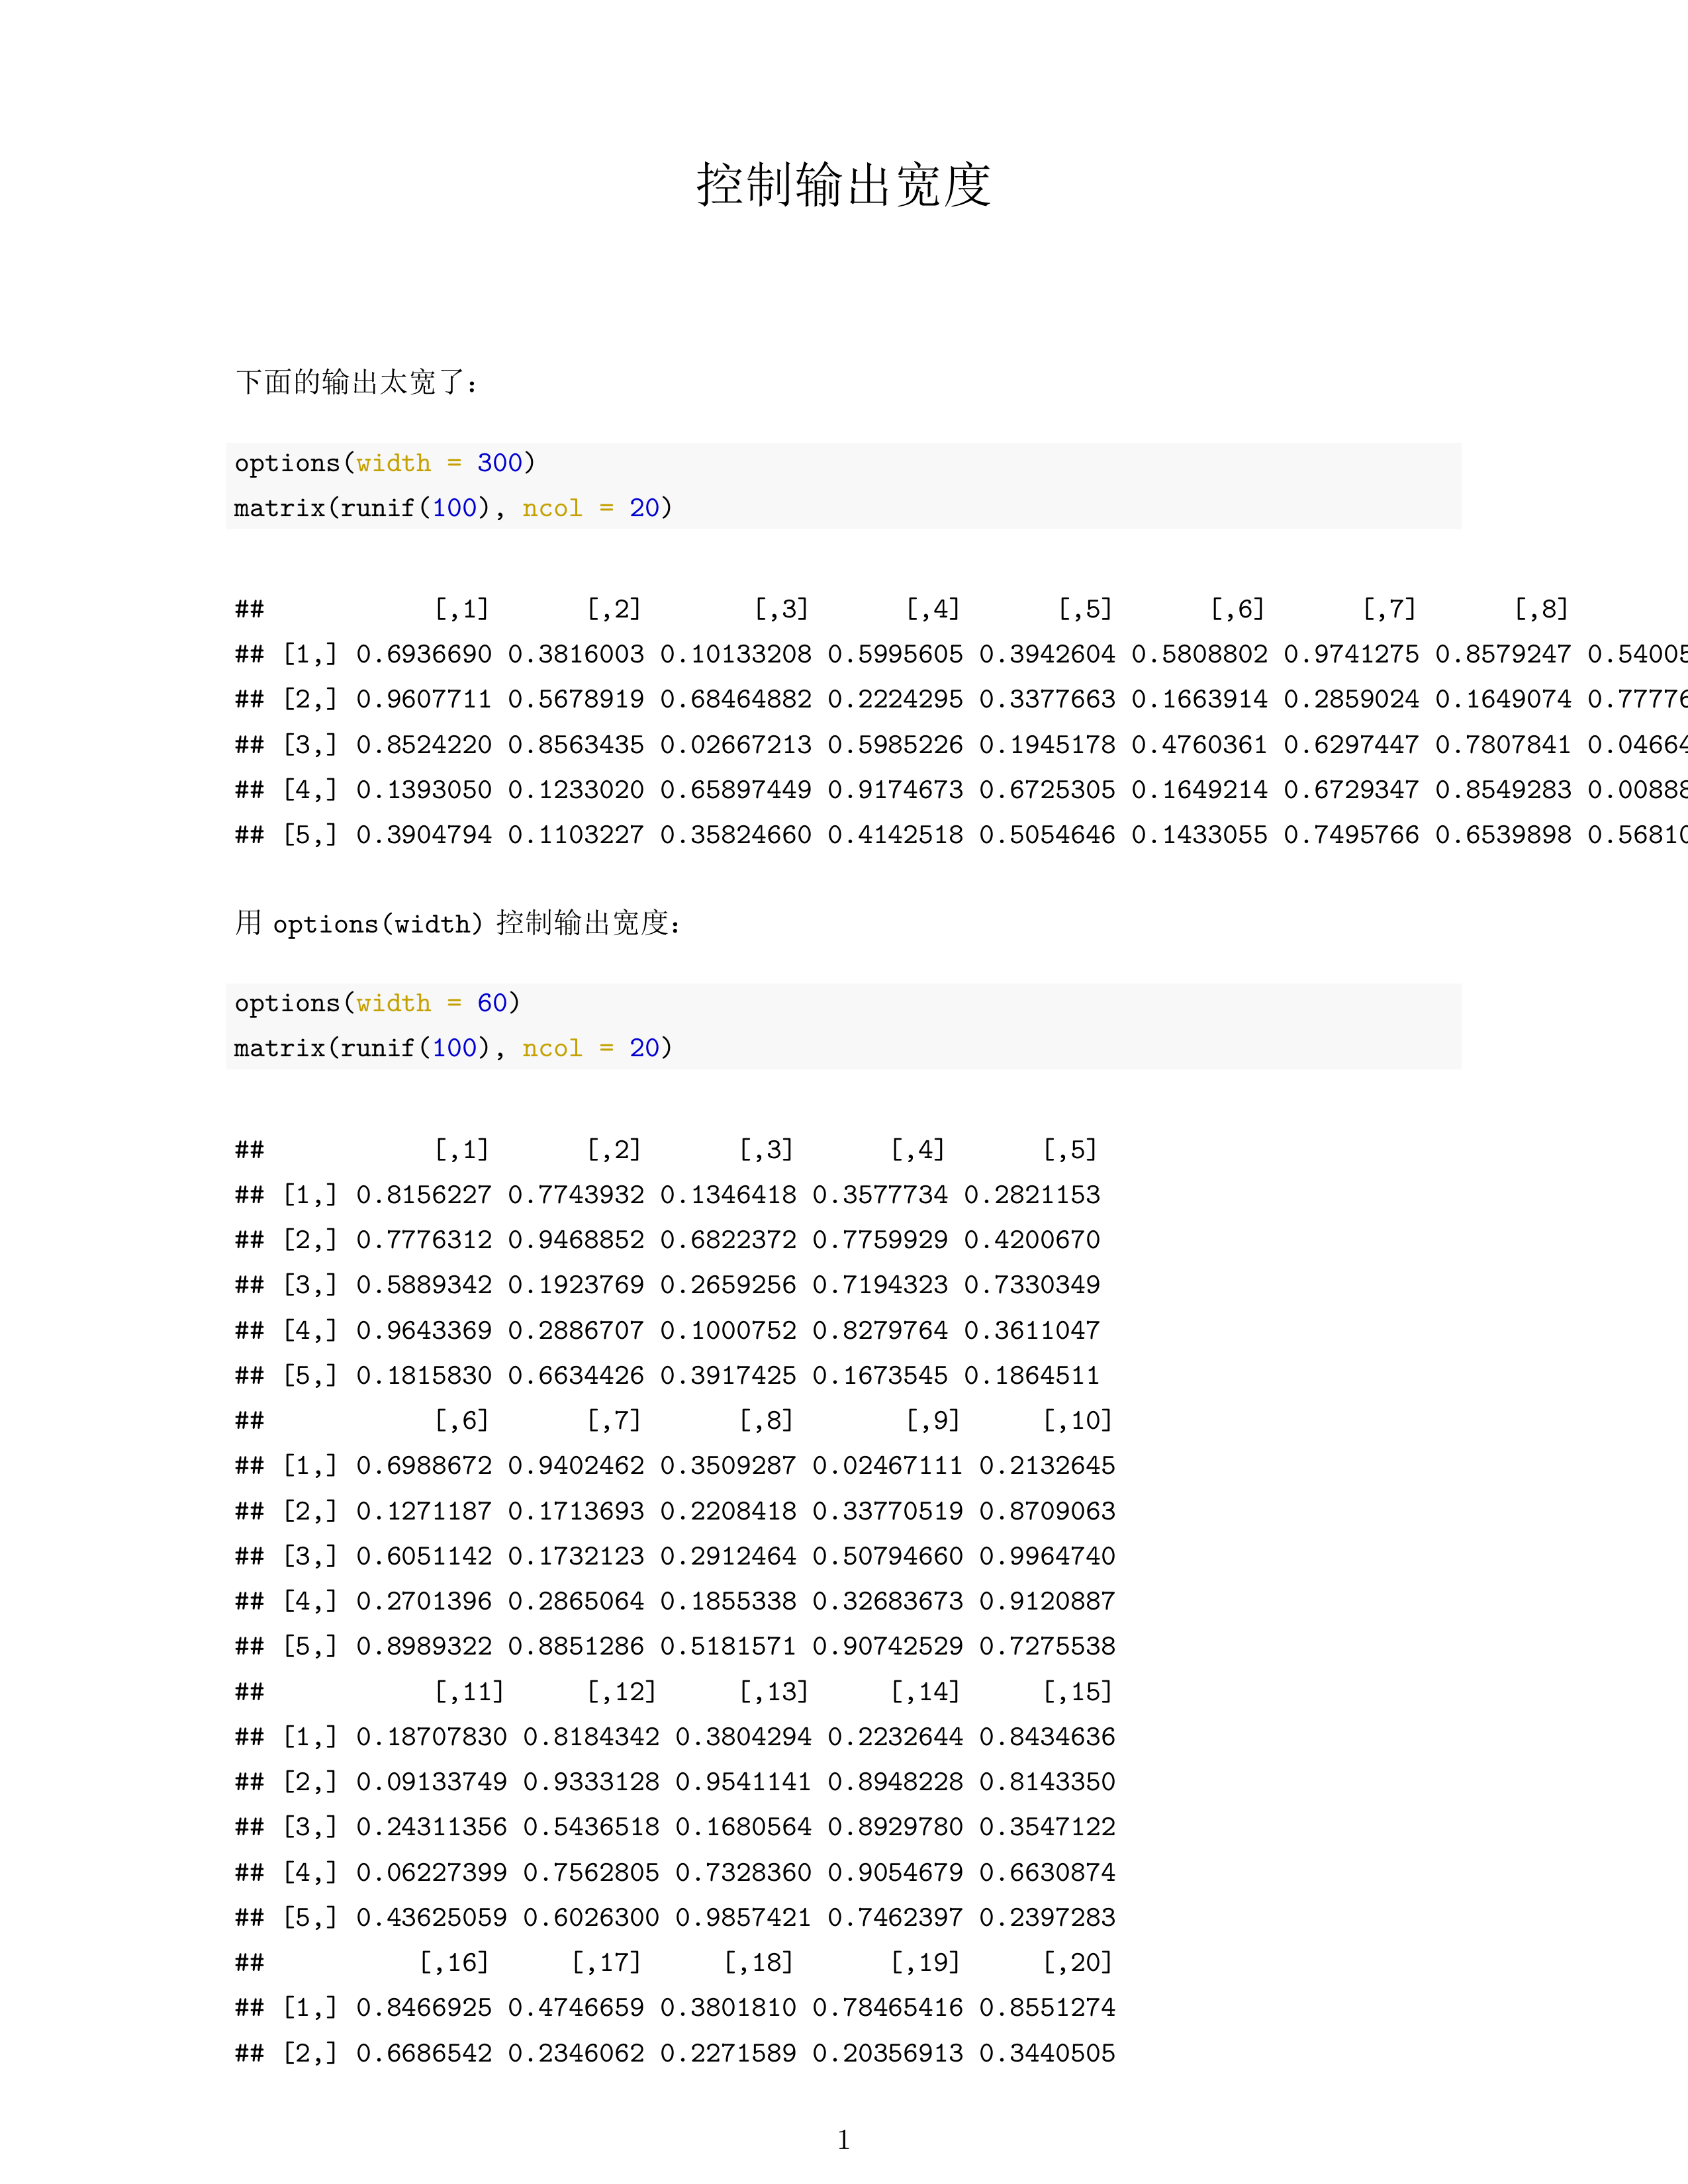 控制输出宽度
下面的输出太宽了：
options(width = 300)
matrix(runif(100), ncol = 20)
##           [,1]      [,2]       [,3]      [,4]      [,5]      [,6]      [,7]      [,8]
## [1,] 0.6936690 0.3816003 0.10133208 0.5995605 0.3942604 0.5808802 0.9741275 0.8579247 0.54005
## [2,] 0.9607711 0.5678919 0.68464882 0.2224295 0.3377663 0.1663914 0.2859024 0.1649074 0.77776
## [3,] 0.8524220 0.8563435 0.02667213 0.5985226 0.1945178 0.4760361 0.6297447 0.7807841 0.04664
## [4,] 0.1393050 0.1233020 0.65897449 0.9174673 0.6725305 0.1649214 0.6729347 0.8549283 0.00888
## [5,] 0.3904794 0.1103227 0.35824660 0.4142518 0.5054646 0.1433055 0.7495766 0.6539898 0.56810
用 options(width) 控制输出宽度：
options(width = 60)
matrix(runif(100), ncol = 20)
##           [,1]      [,2]      [,3]      [,4]      [,5]
## [1,] 0.8156227 0.7743932 0.1346418 0.3577734 0.2821153
## [2,] 0.7776312 0.9468852 0.6822372 0.7759929 0.4200670
## [3,] 0.5889342 0.1923769 0.2659256 0.7194323 0.7330349
## [4,] 0.9643369 0.2886707 0.1000752 0.8279764 0.3611047
## [5,] 0.1815830 0.6634426 0.3917425 0.1673545 0.1864511
##           [,6]      [,7]      [,8]       [,9]     [,10]
## [1,] 0.6988672 0.9402462 0.3509287 0.02467111 0.2132645
## [2,] 0.1271187 0.1713693 0.2208418 0.33770519 0.8709063
## [3,] 0.6051142 0.1732123 0.2912464 0.50794660 0.9964740
## [4,] 0.2701396 0.2865064 0.1855338 0.32683673 0.9120887
## [5,] 0.8989322 0.8851286 0.5181571 0.90742529 0.7275538
##           [,11]     [,12]     [,13]     [,14]     [,15]
## [1,] 0.18707830 0.8184342 0.3804294 0.2232644 0.8434636
## [2,] 0.09133749 0.9333128 0.9541141 0.8948228 0.8143350
## [3,] 0.24311356 0.5436518 0.1680564 0.8929780 0.3547122
## [4,] 0.06227399 0.7562805 0.7328360 0.9054679 0.6630874
## [5,] 0.43625059 0.6026300 0.9857421 0.7462397 0.2397283
##          [,16]     [,17]     [,18]      [,19]     [,20]
## [1,] 0.8466925 0.4746659 0.3801810 0.78465416 0.8551274
## [2,] 0.6686542 0.2346062 0.2271589 0.20356913 0.3440505
1